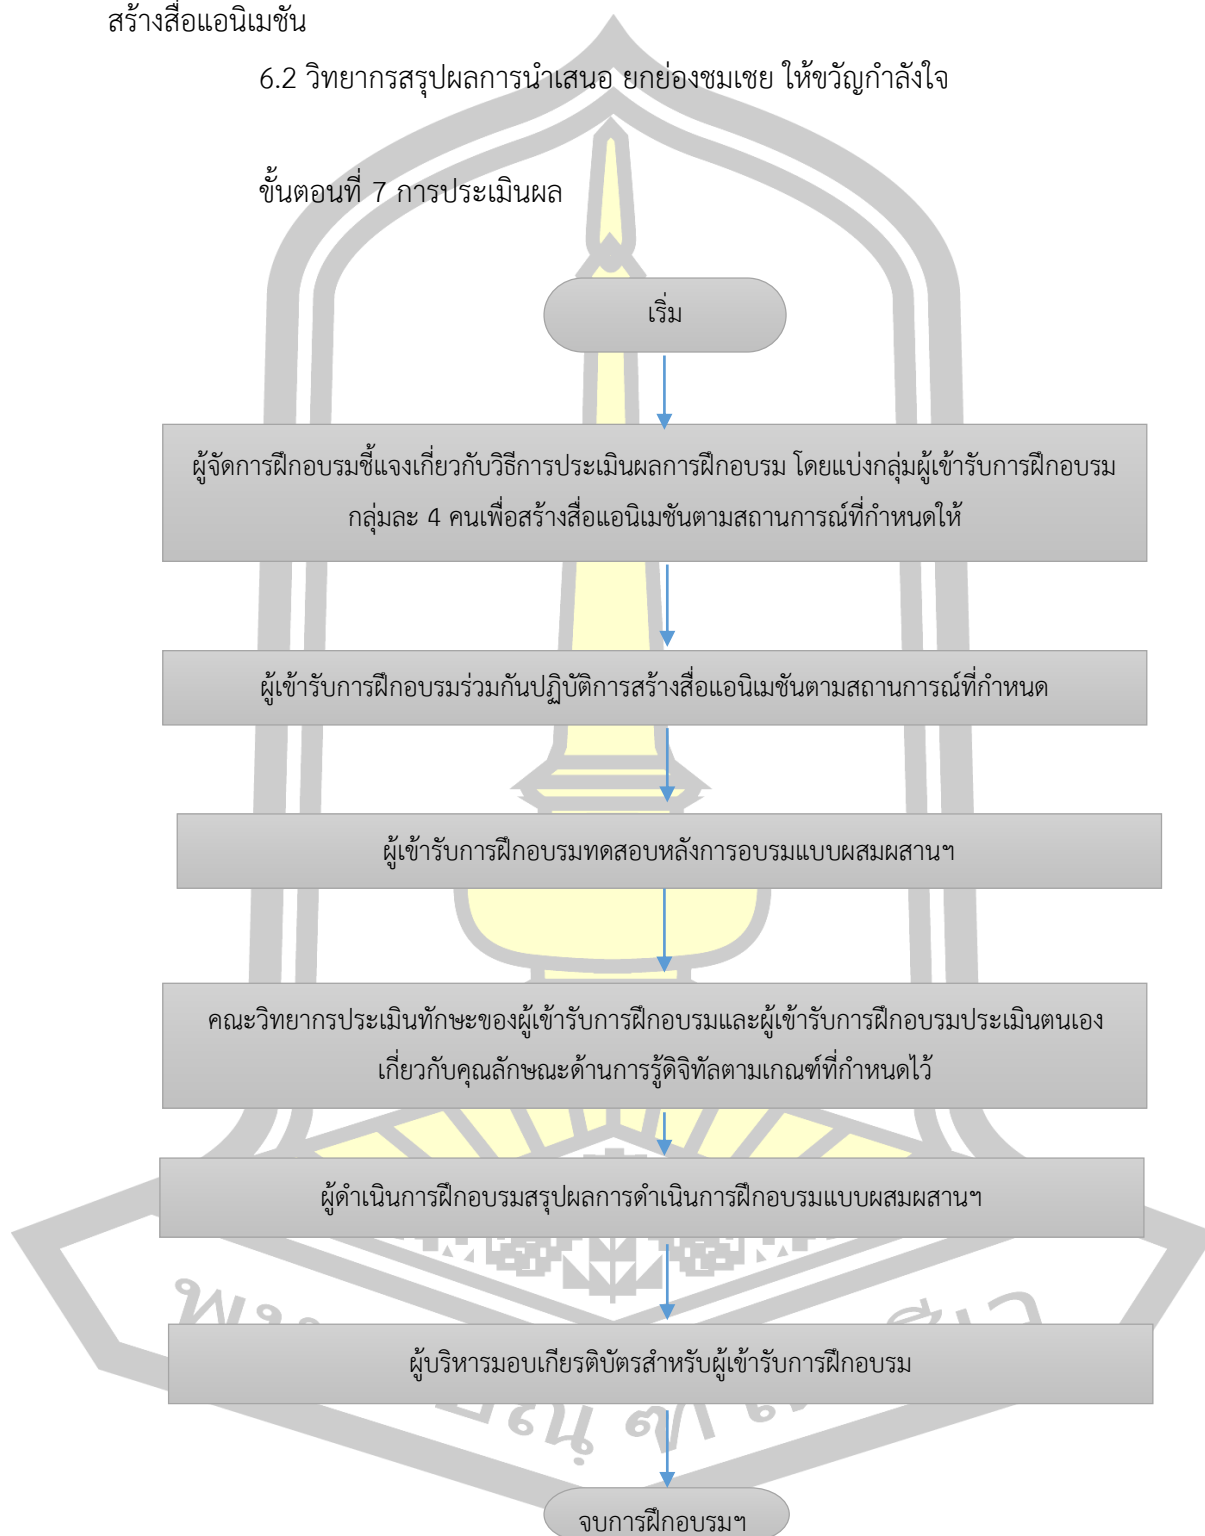 สร้างสื่อแอนิเมชัน
6.2 วิทยากรสรุปผลการนำเสนอ ยกย่องชมเชย ให้ขวัญกำลังใจ
ขั้นตอนที่ 7 การประเมินผล
เริ่ม
ผู้จัดการฝึกอบรมชี้แจงเกี่ยวกับวิธีการประเมินผลการฝึกอบรม โดยแบ่งกลุ่มผู้เข้ารับการฝึกอบรม
กลุ่มละ 4 คนเพื่อสร้างสื่อแอนิเมชันตามสถานการณ์ที่กำหนดให้
ผู้เข้ารับการฝึกอบรมร่วมกันปฏิบัติการสร้างสื่อแอนิเมชันตามสถานการณ์ที่กำหนด
ผู้เข้ารับการฝึกอบรมทดสอบหลังการอบรมแบบผสมผสานฯ
คณะวิทยากรประเมินทักษะของผู้เข้ารับการฝึกอบรมและผู้เข้ารับการฝึกอบรมประเมินตนเอง
เกี่ยวกับคุณลักษณะด้านการรู้ดิจิทัลตามเกณฑ์ที่กำหนดไว้
ผู้ดำเนินการฝึกอบรมสรุปผลการดำเนินการฝึกอบรมแบบผสมผสานฯ
ผู้บริหารมอบเกียรติบัตรสำหรับผู้เข้ารับการฝึกอบรม
จบการฝึกอบรมฯ